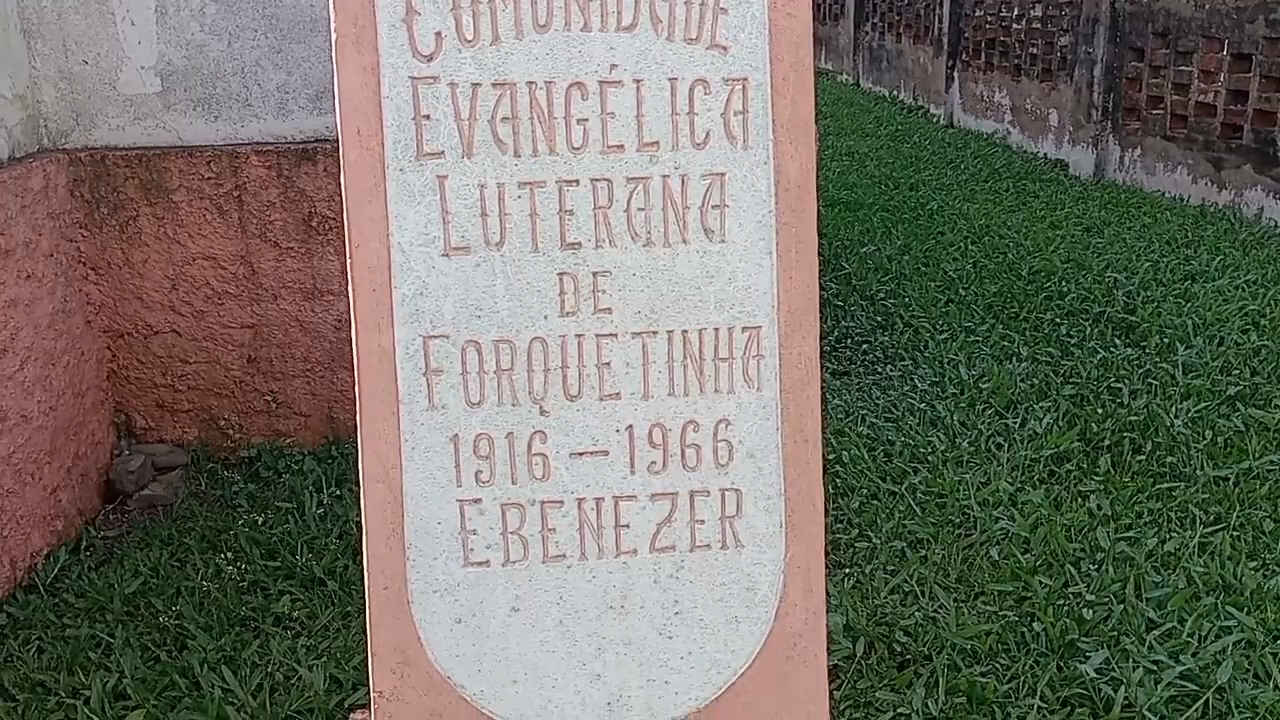 COMUNIDADE
EVANGÉLICA
LUTERANA
DE
FORQUETINHA
1916 — 1966
EBENEZER